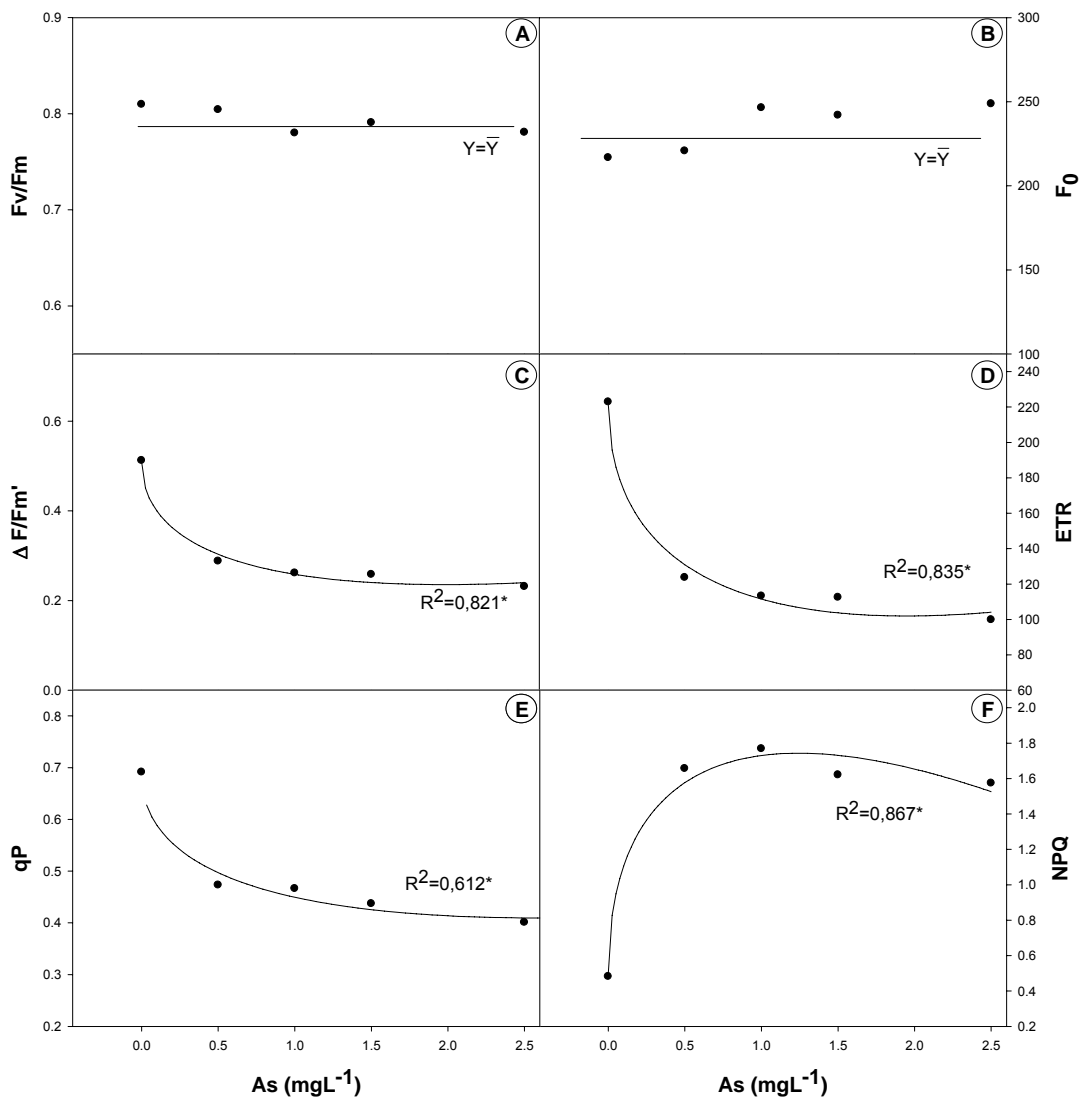 0.9
0.8
0.7
0.6
Fv/Fm
A
Y=Y̅
B
Y=Y̅
300
250
200
150
100
F0
0.6
0.4
0.2
0.0
Δ F/Fm'
C
R2=0,821*
D
R2=0,835*
240
220
200
180
160
140
120
100
80
60
ETR
0.8
0.7
0.6
0.5
0.4
0.3
0.2
qP
E
R2=0,612*
F
R2=0,867*
2.0
1.8
1.6
1.4
1.2
1.0
0.8
0.6
0.4
0.2
NPQ
0.0 0.5 1.0 1.5 2.0 2.5
0.0 0.5 1.0 1.5 2.0 2.5
As (mgL-1)
As (mgL-1)